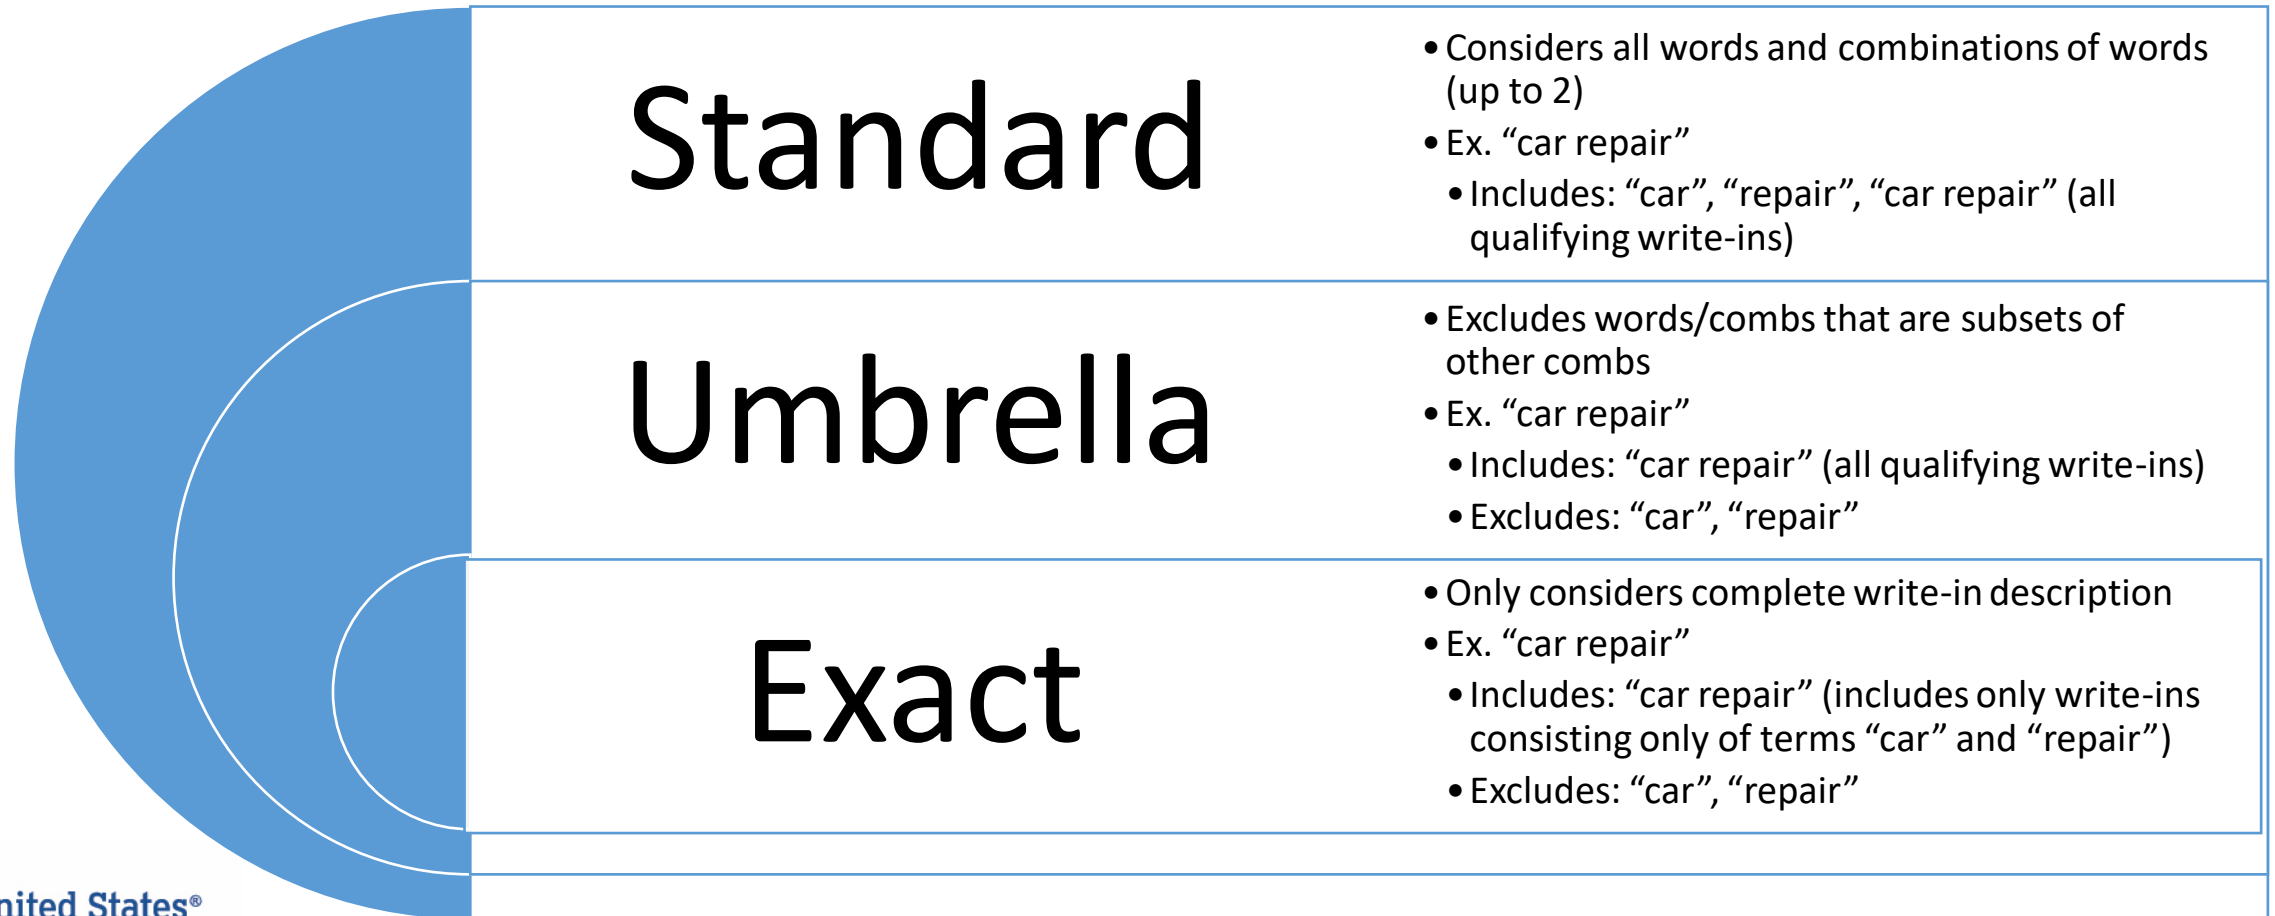 Standard
•Considers all words and combinations of words
(up to 2)
•Ex. “car repair”
•Includes: “car”, “repair”, “car repair” (all
qualifying write-ins)
Umbrella
•Excludes words/combs that are subsets of
other combs
•Ex. “car repair”
•Includes: “car repair” (all qualifying write-ins)
•Excludes: “car”, “repair”
Exact
•Only considers complete write-in description
•Ex. “car repair”
•Includes: “car repair” (includes only write-ins
consisting only of terms “car” and “repair”)
•Excludes: “car”, “repair”
States®